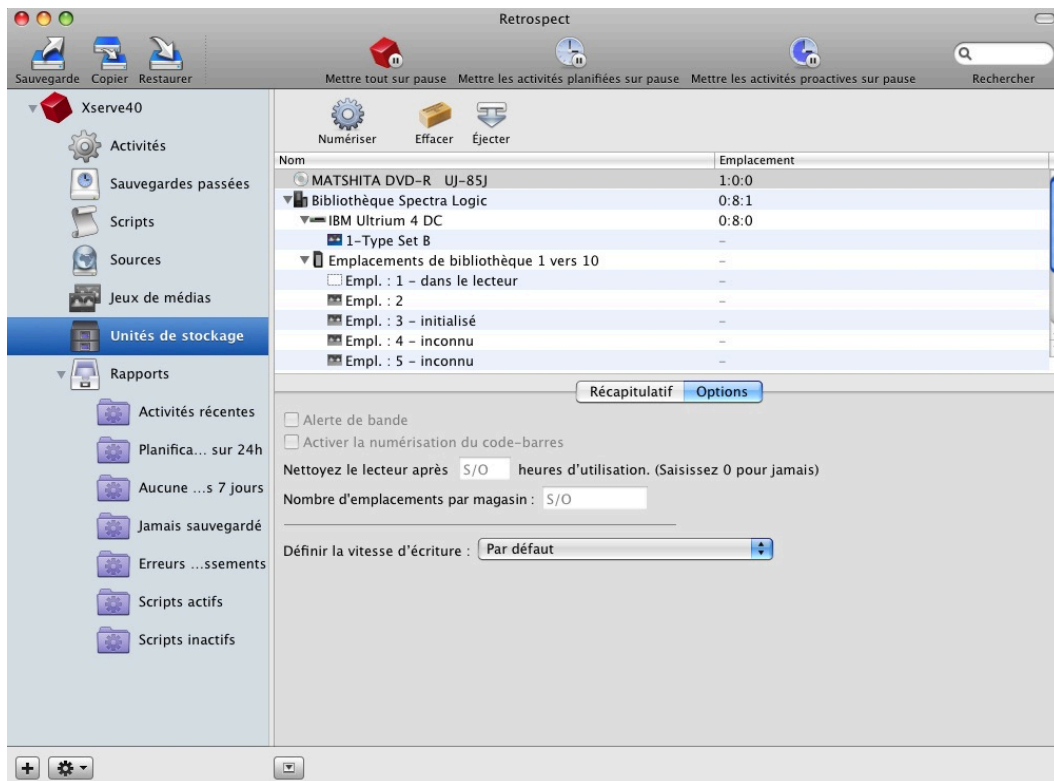 Retrospect
Sauvegarde Copier Restaurer Mettre tout sur pause Mettre les activités planifiées sur pause Mettre les activités proactives sur pause Rechercher
Xserve40
Activités
Sauvegardes passées
Scripts
Sources
Jeux de médias
Unités de stockage
Rapports
Activités récentes
Planifica... sur 24h
Aucune ...s 7 jours
Jamais sauvegardé
Erreurs ...ssements
Scripts actifs
Scripts inactifs
Numériser Effacer Éjecter
Nom Emplacement
MATSHITA DVD-R UJ-85J 1:0:0
Bibliothèque Spectra Logic 0:8:1
IBM Ultrium 4 DC 0:8:0
1-Type Set B –
Emplacements de bibliothèque 1 vers 10 –
Empl. : 1 – dans le lecteur –
Empl. : 2 –
Empl. : 3 – initialisé –
Empl. : 4 – inconnu –
Empl. : 5 – inconnu –
Récapitulatif Options
Alerte de bande
Activer la numérisation du code-barres
Nettoyez le lecteur après S/O heures d'utilisation. (Saisissez 0 pour jamais)
Nombre d'emplacements par magasin : S/O
Définir la vitesse d'écriture : Par défaut